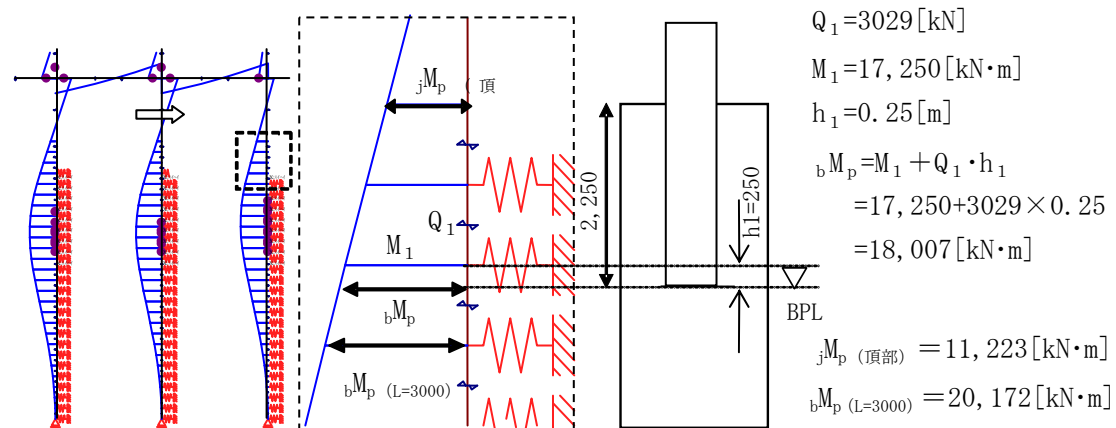 jMp (頂
Q1
M1
bMp
bMp (L=3000)
2,250
h1=250
BPL
Q1=3029[kN]
M1=17,250[kN・m]
h1=0.25[m]
bMp=M1＋Q1・h1
=17,250+3029×0.25
=18,007[kN・m]
jMp (頂部) ＝11,223[kN・m]
bMp (L=3000)＝20,172[kN・m]